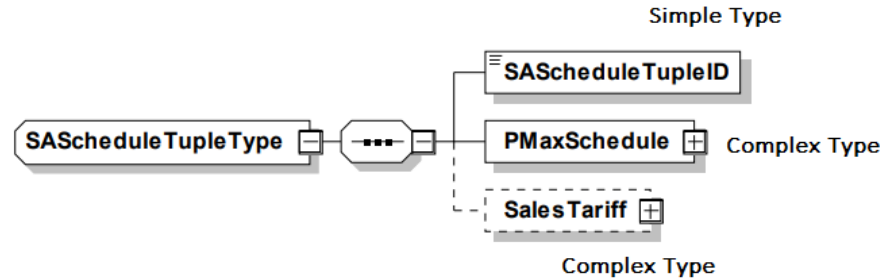 Simple Type
SAScheduleTupleID
SAScheduleTupleType
PMaxSchedule
Complex Type
SalesTariff
Complex Type